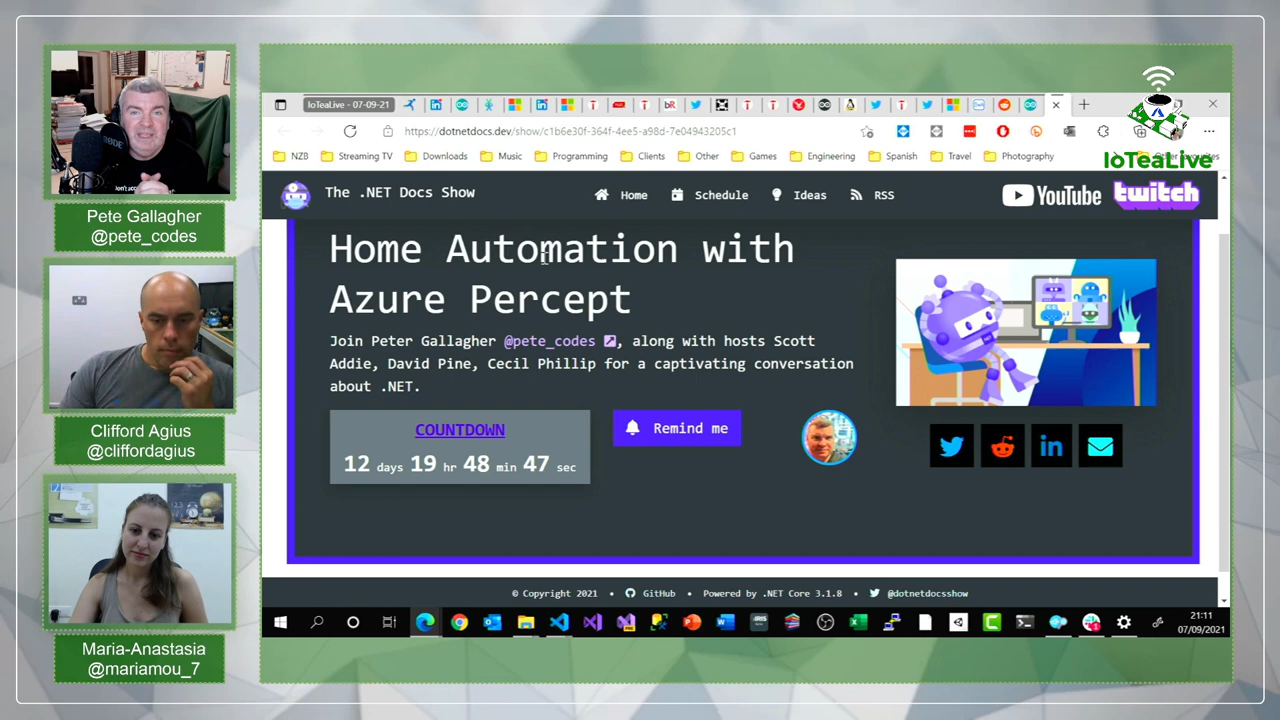 Pete Gallagher
@pete_codes
Clifford Agius
@cliffordagius
Maria-Anastasia
@mariamou_7
IoTeaLive - 07-09-21
https://dotnetdocs.dev/show/c1b6e30f-364f-4ee5-a98d-7e04943205c1
NZB
Streaming TV
Downloads
Music
Programming
Clients
Other
Games
Engineering
Spanish
Travel
Photography
Other favourites
IoTeaLive
The .NET Docs Show
Home
Schedule
Ideas
RSS
YouTube
twitch
Home Automation with
Azure Percept
Join Peter Gallagher @pete_codes, along with hosts Scott
Addie, David Pine, Cecil Phillip for a captivating conversation
about .NET.
COUNTDOWN
12 days 19 hr 48 min 47 sec
Remind me
© Copyright 2021 • GitHub • Powered by .NET Core 3.1.8 • @dotnetdocsshow
21:11
07/09/2021